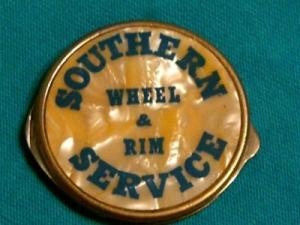 SOUTHERN
WHEEL
&
RIM
SERVICE